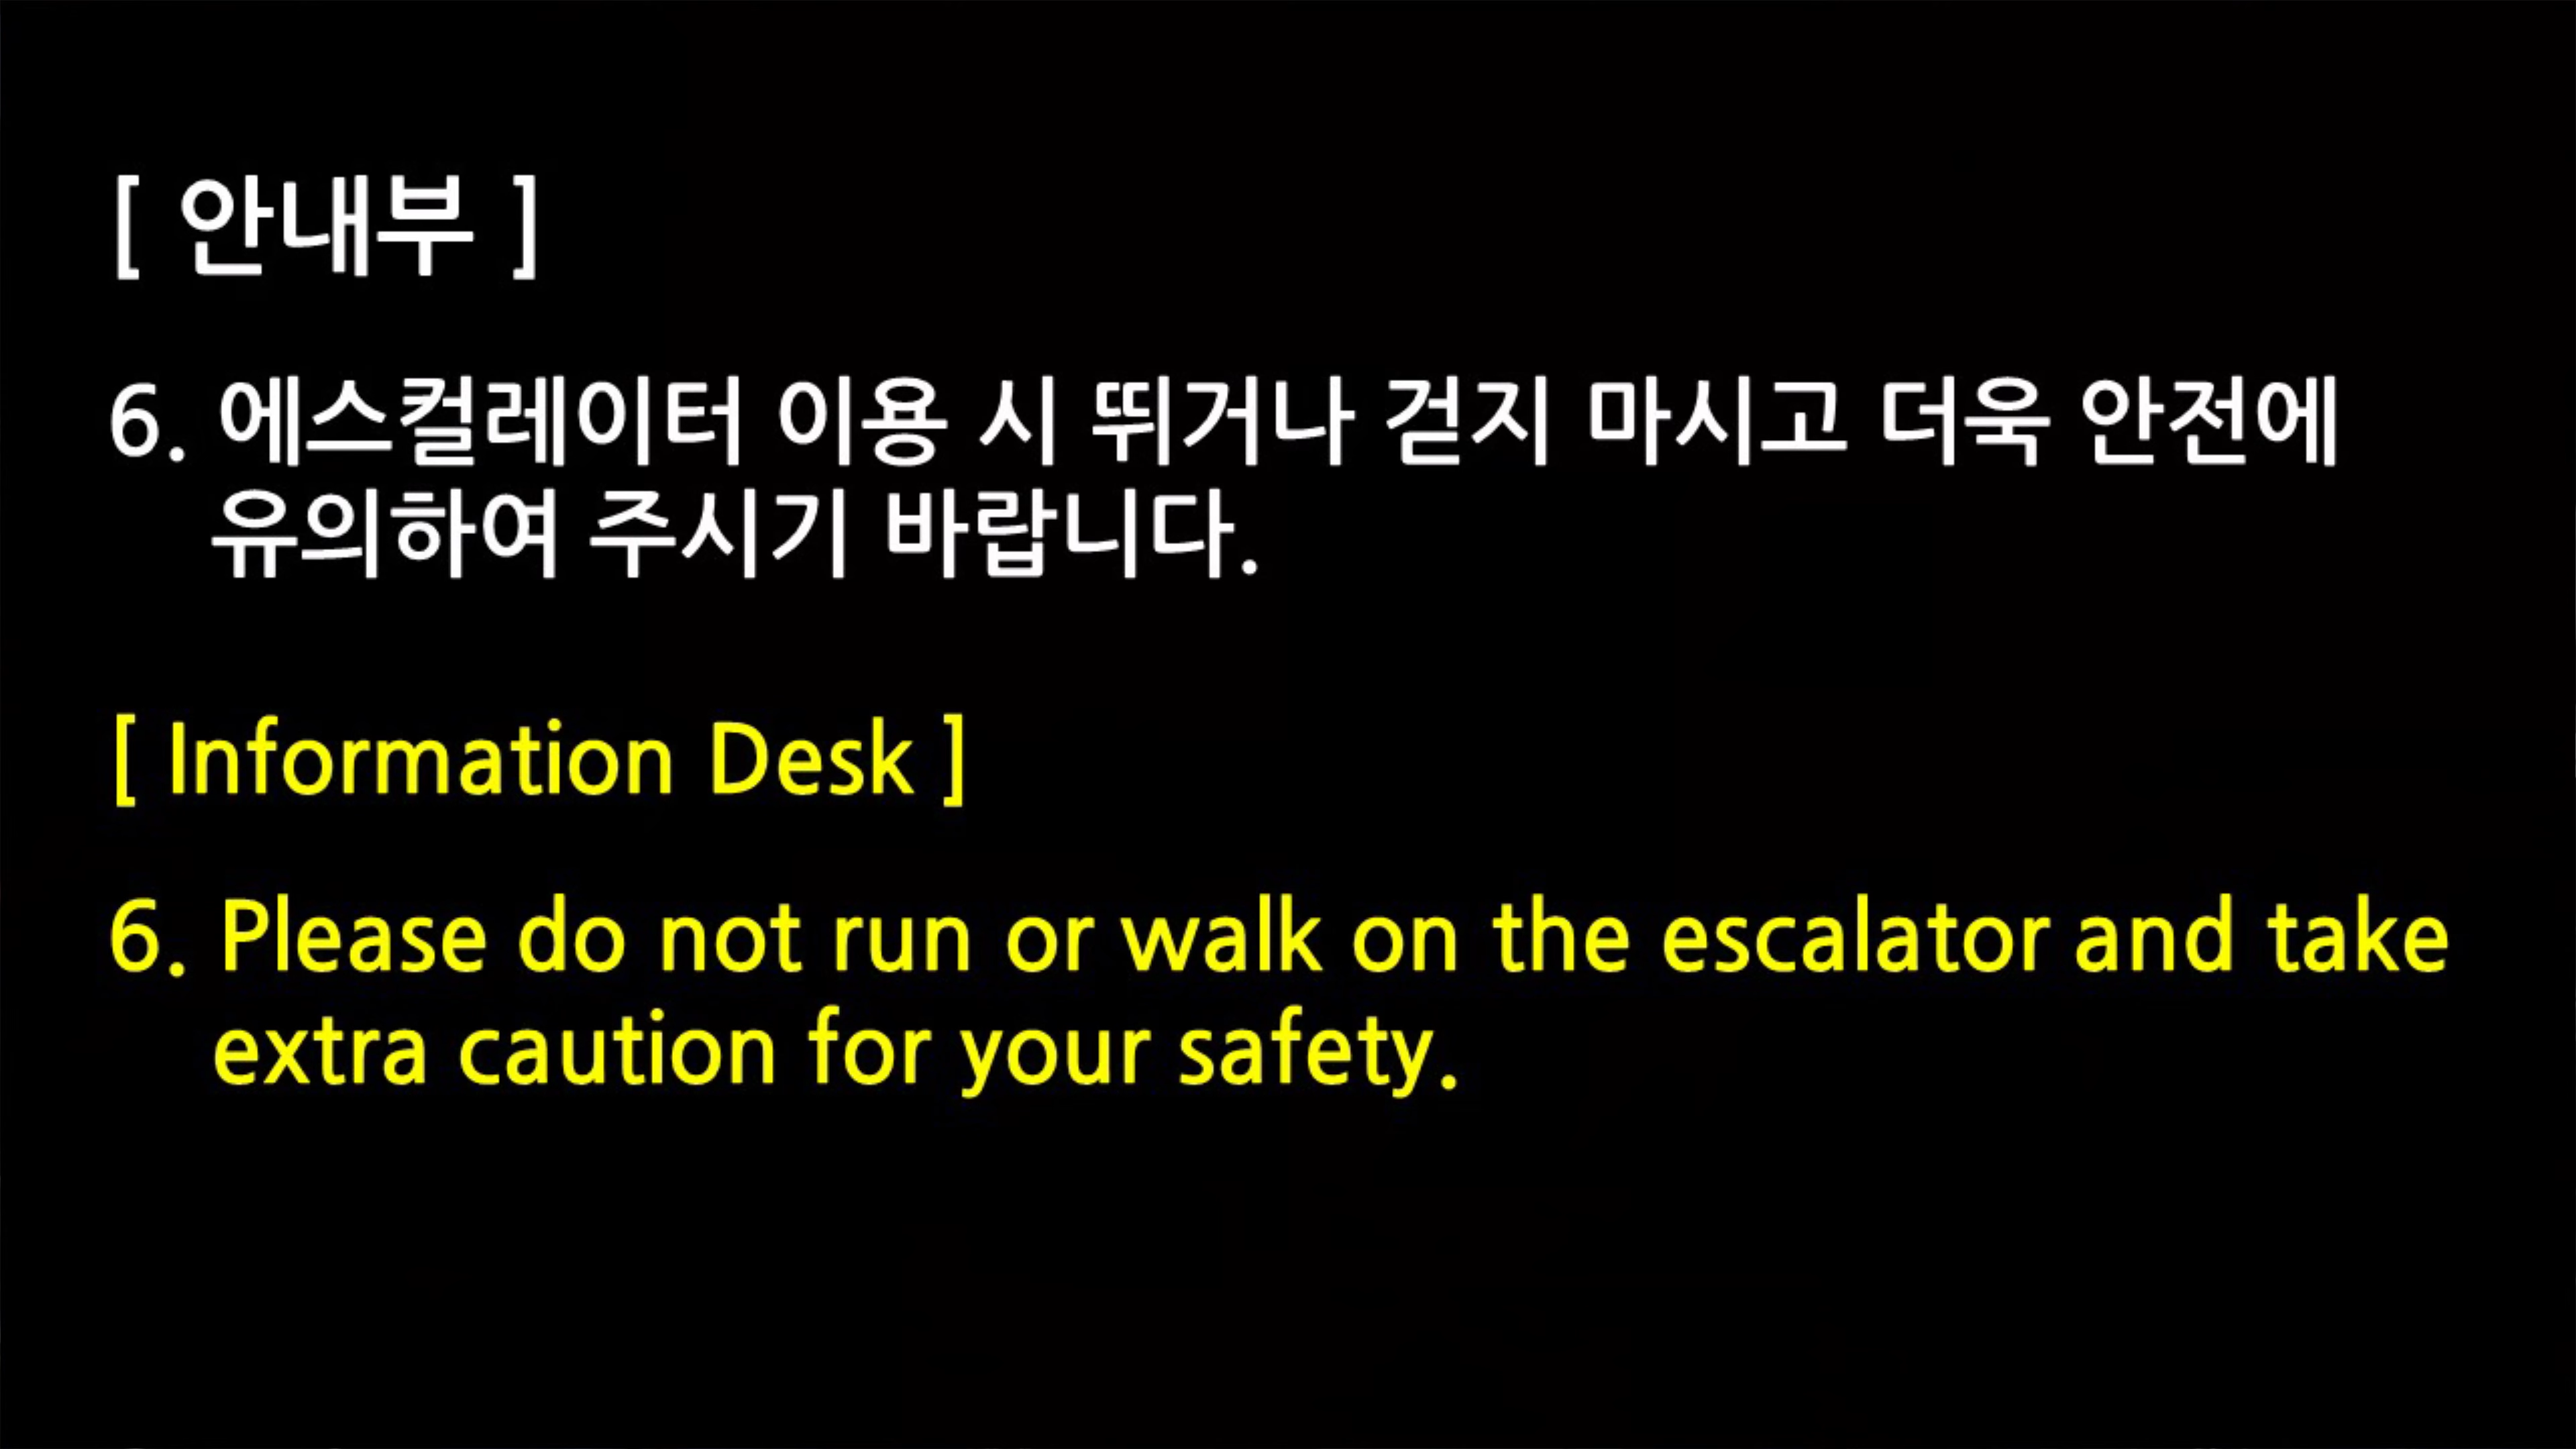 [ 안내부 ]
6. 에스컬레이터 이용 시 뛰거나 걷지 마시고 더욱 안전에
유의하여 주시기 바랍니다.
[ Information Desk ]
6. Please do not run or walk on the escalator and take
extra caution for your safety.